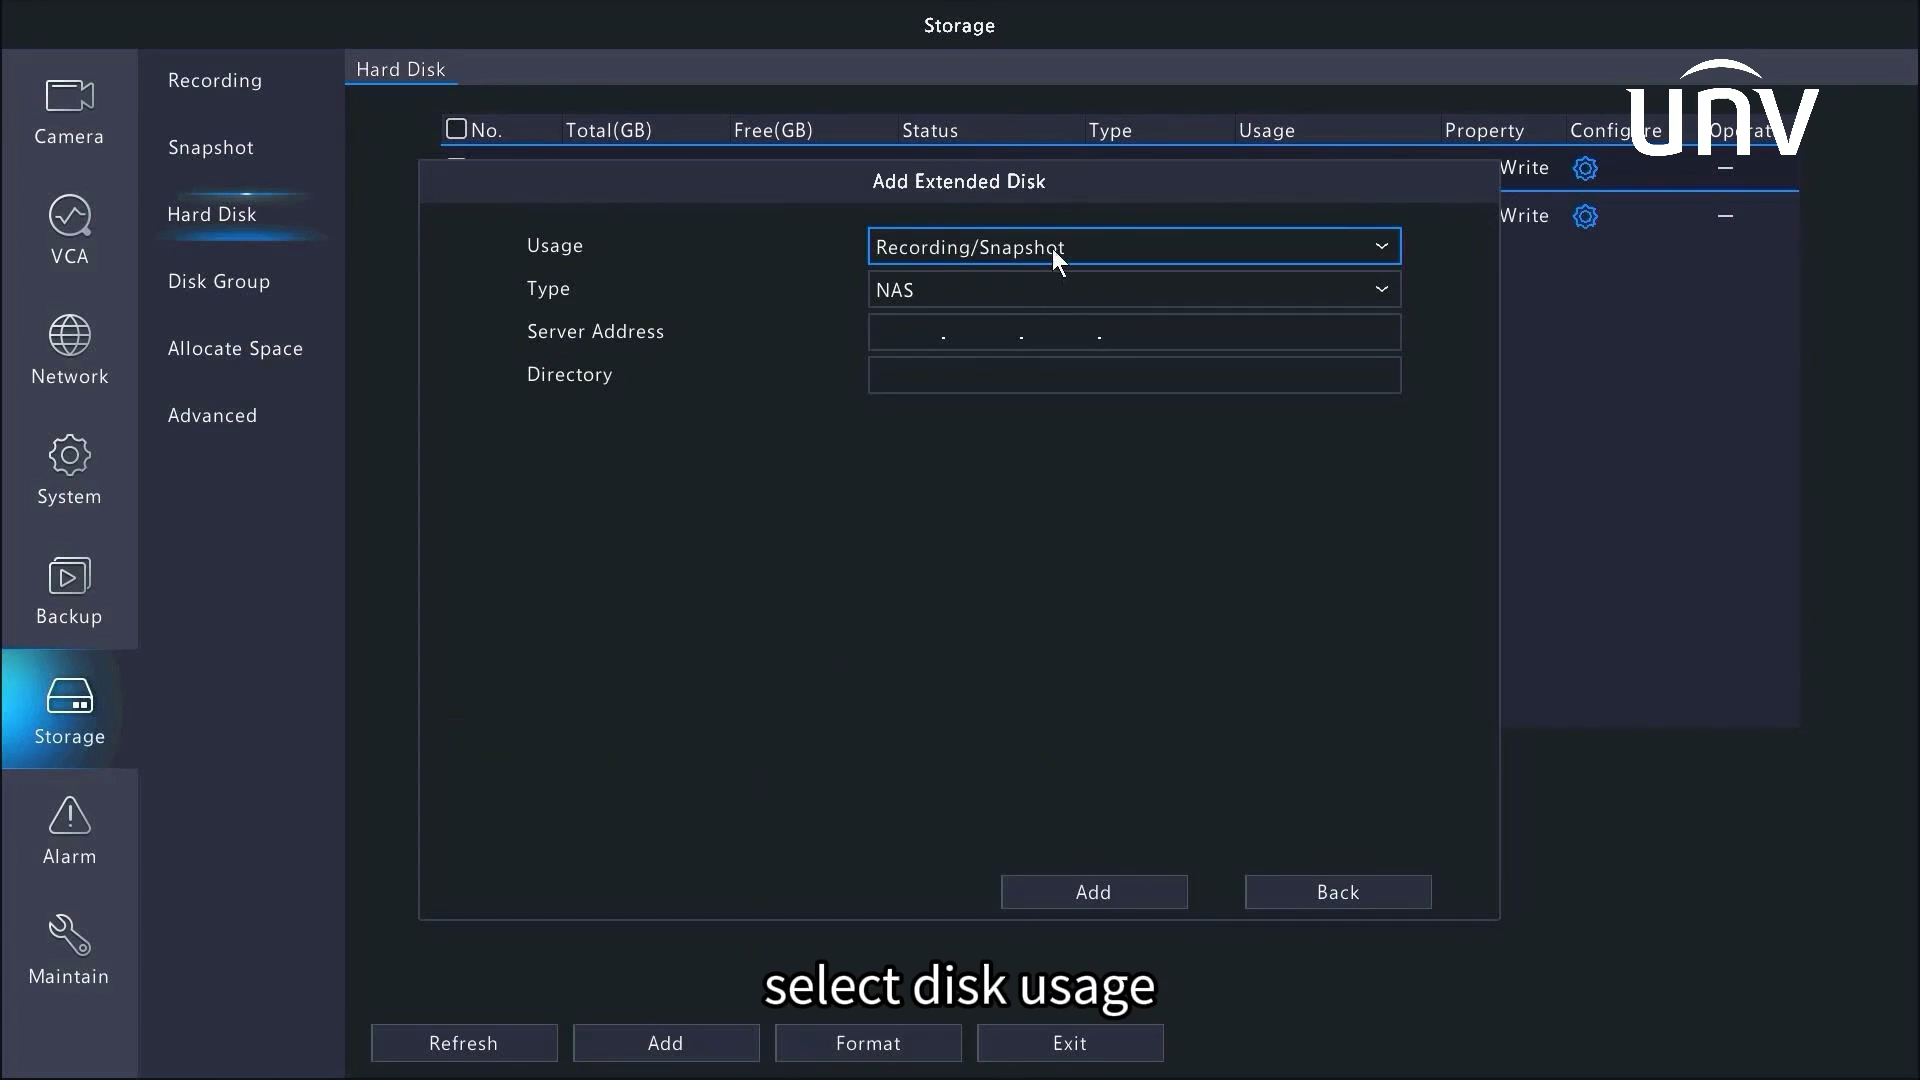 Storage
unv
Camera
VCA
Network
System
Backup
Storage
Alarm
Maintain
Recording
Snapshot
Hard Disk
Disk Group
Allocate Space
Advanced
Hard Disk
No. Total(GB) Free(GB) Status Type Usage Property
Write —
Write —
Add Extended Disk
Usage Recording/Snapshot
Type NAS
Server Address . . .
Directory
Add Back
select disk usage
Refresh Add Format Exit